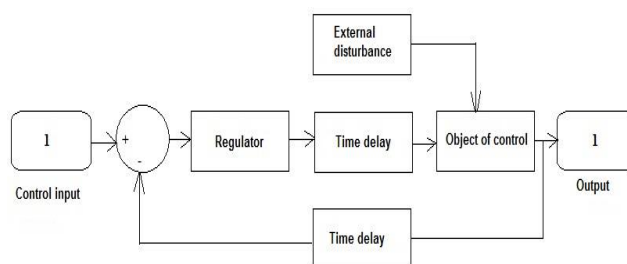 External
disturbance
1
+
-
Regulator
Time delay
Object of control
1
Control input
Output
Time delay